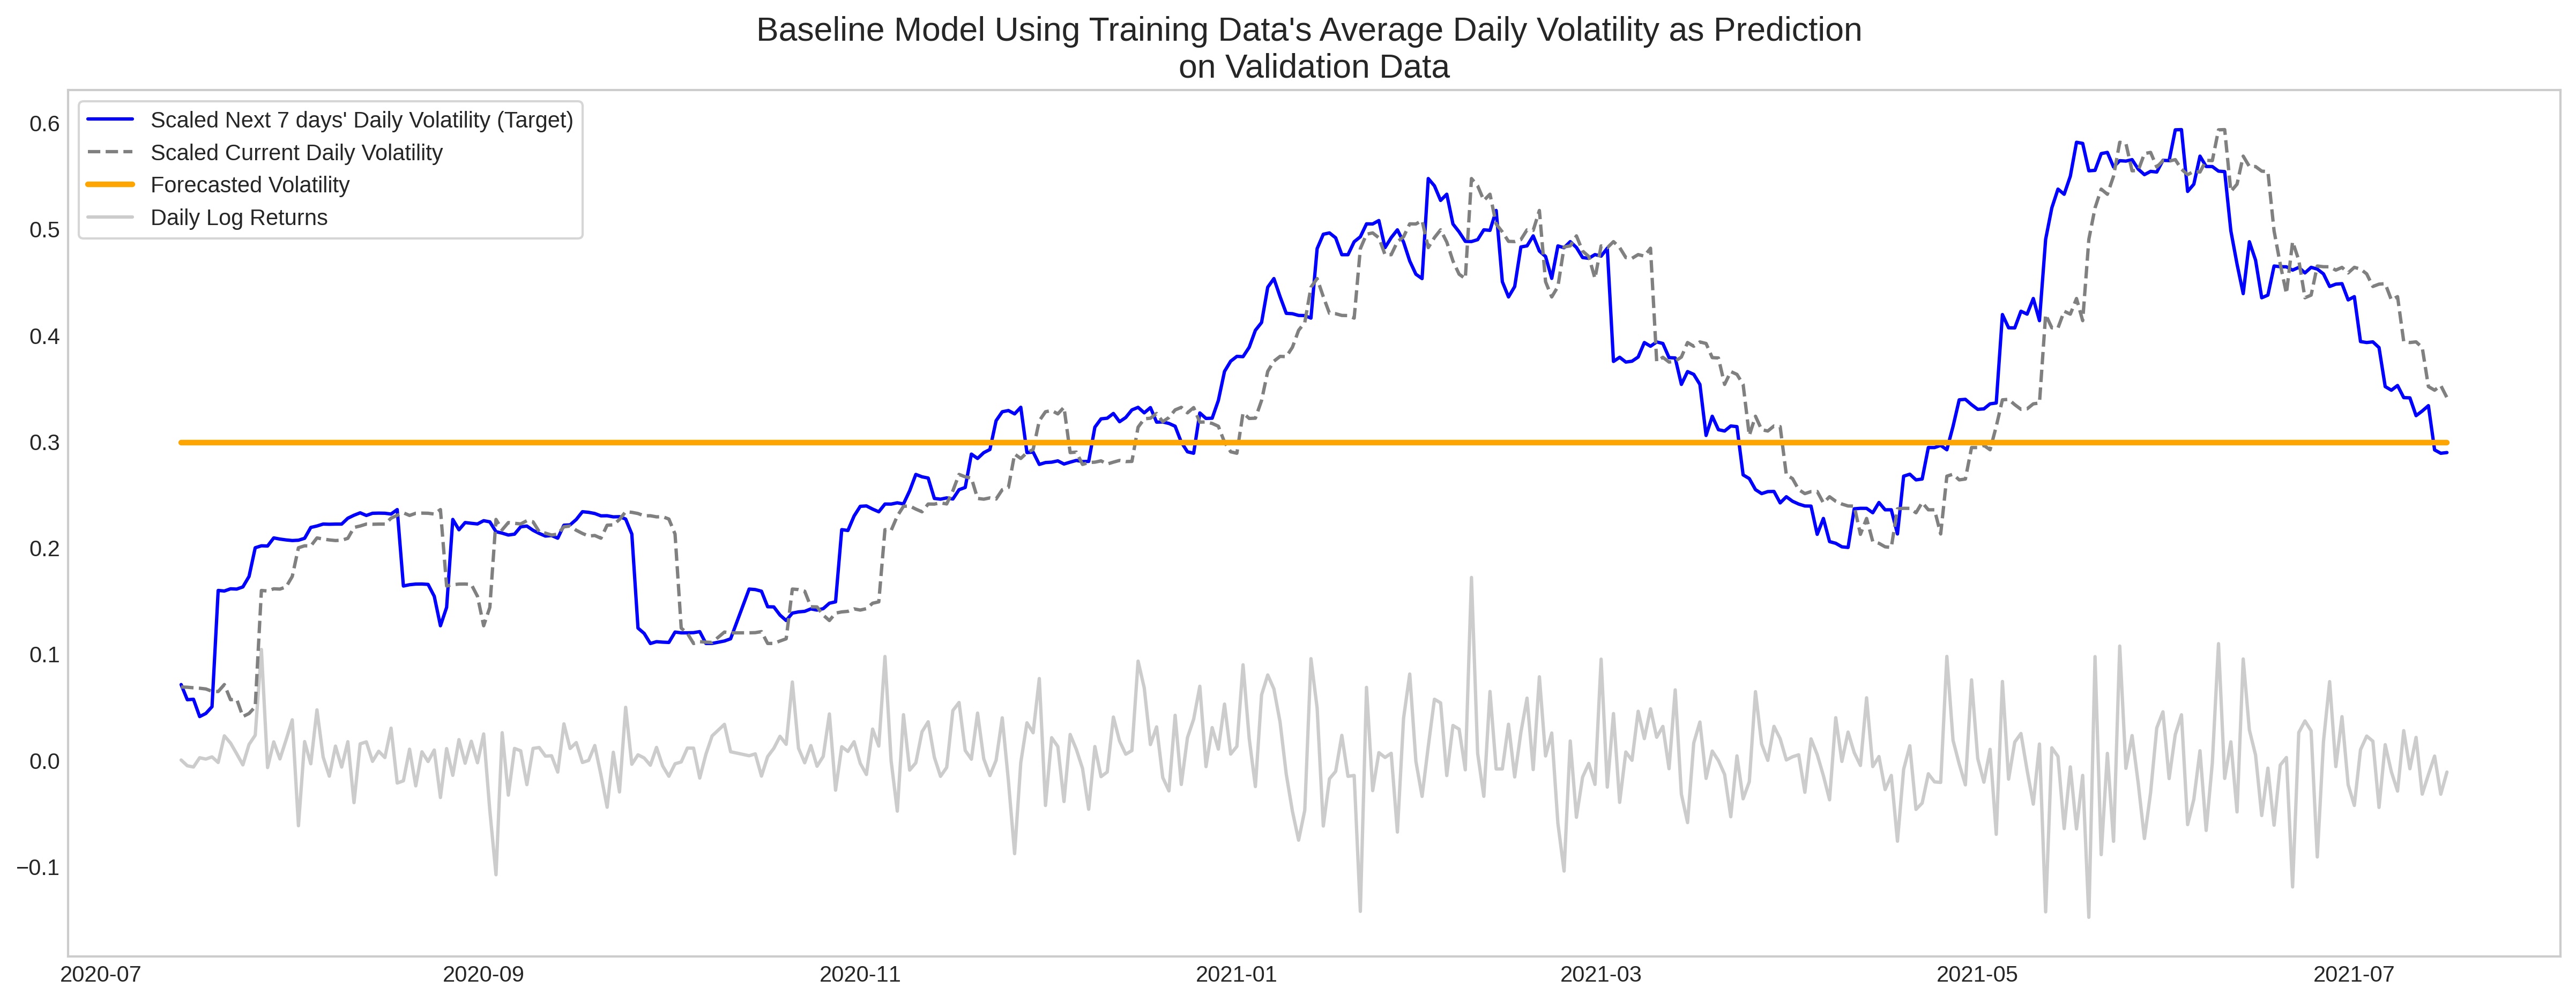 Baseline Model Using Training Data's Average Daily Volatility as Prediction
on Validation Data
Scaled Next 7 days' Daily Volatility (Target)
Scaled Current Daily Volatility
Forecasted Volatility
Daily Log Returns
0.6
0.5
0.4
0.3
0.2
0.1
0.0
−0.1
2020-07
2020-09
2020-11
2021-01
2021-03
2021-05
2021-07